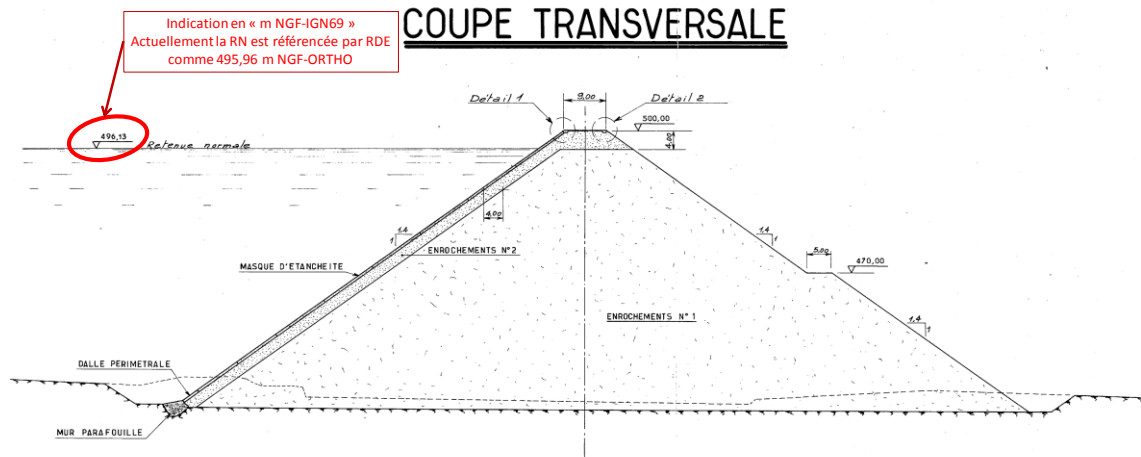 Indication en « m NGF-IGN69 »
Actuellement la RN est référencée par RDE
comme 495,96 m NGF-ORTHO
COUPE TRANSVERSALE
Détail 1
9,00
Détail 2
500,00
4,00
496,13
Retenue normale
4,00
1,4
1
ENROCHEMENTS N°2
MASQUE D'ETANCHEITE
1,4
1
5,00
470,00
ENROCHEMENTS N° 1
1,4
1
DALLE PERIMETRALE
MUR PARAFOUILLE